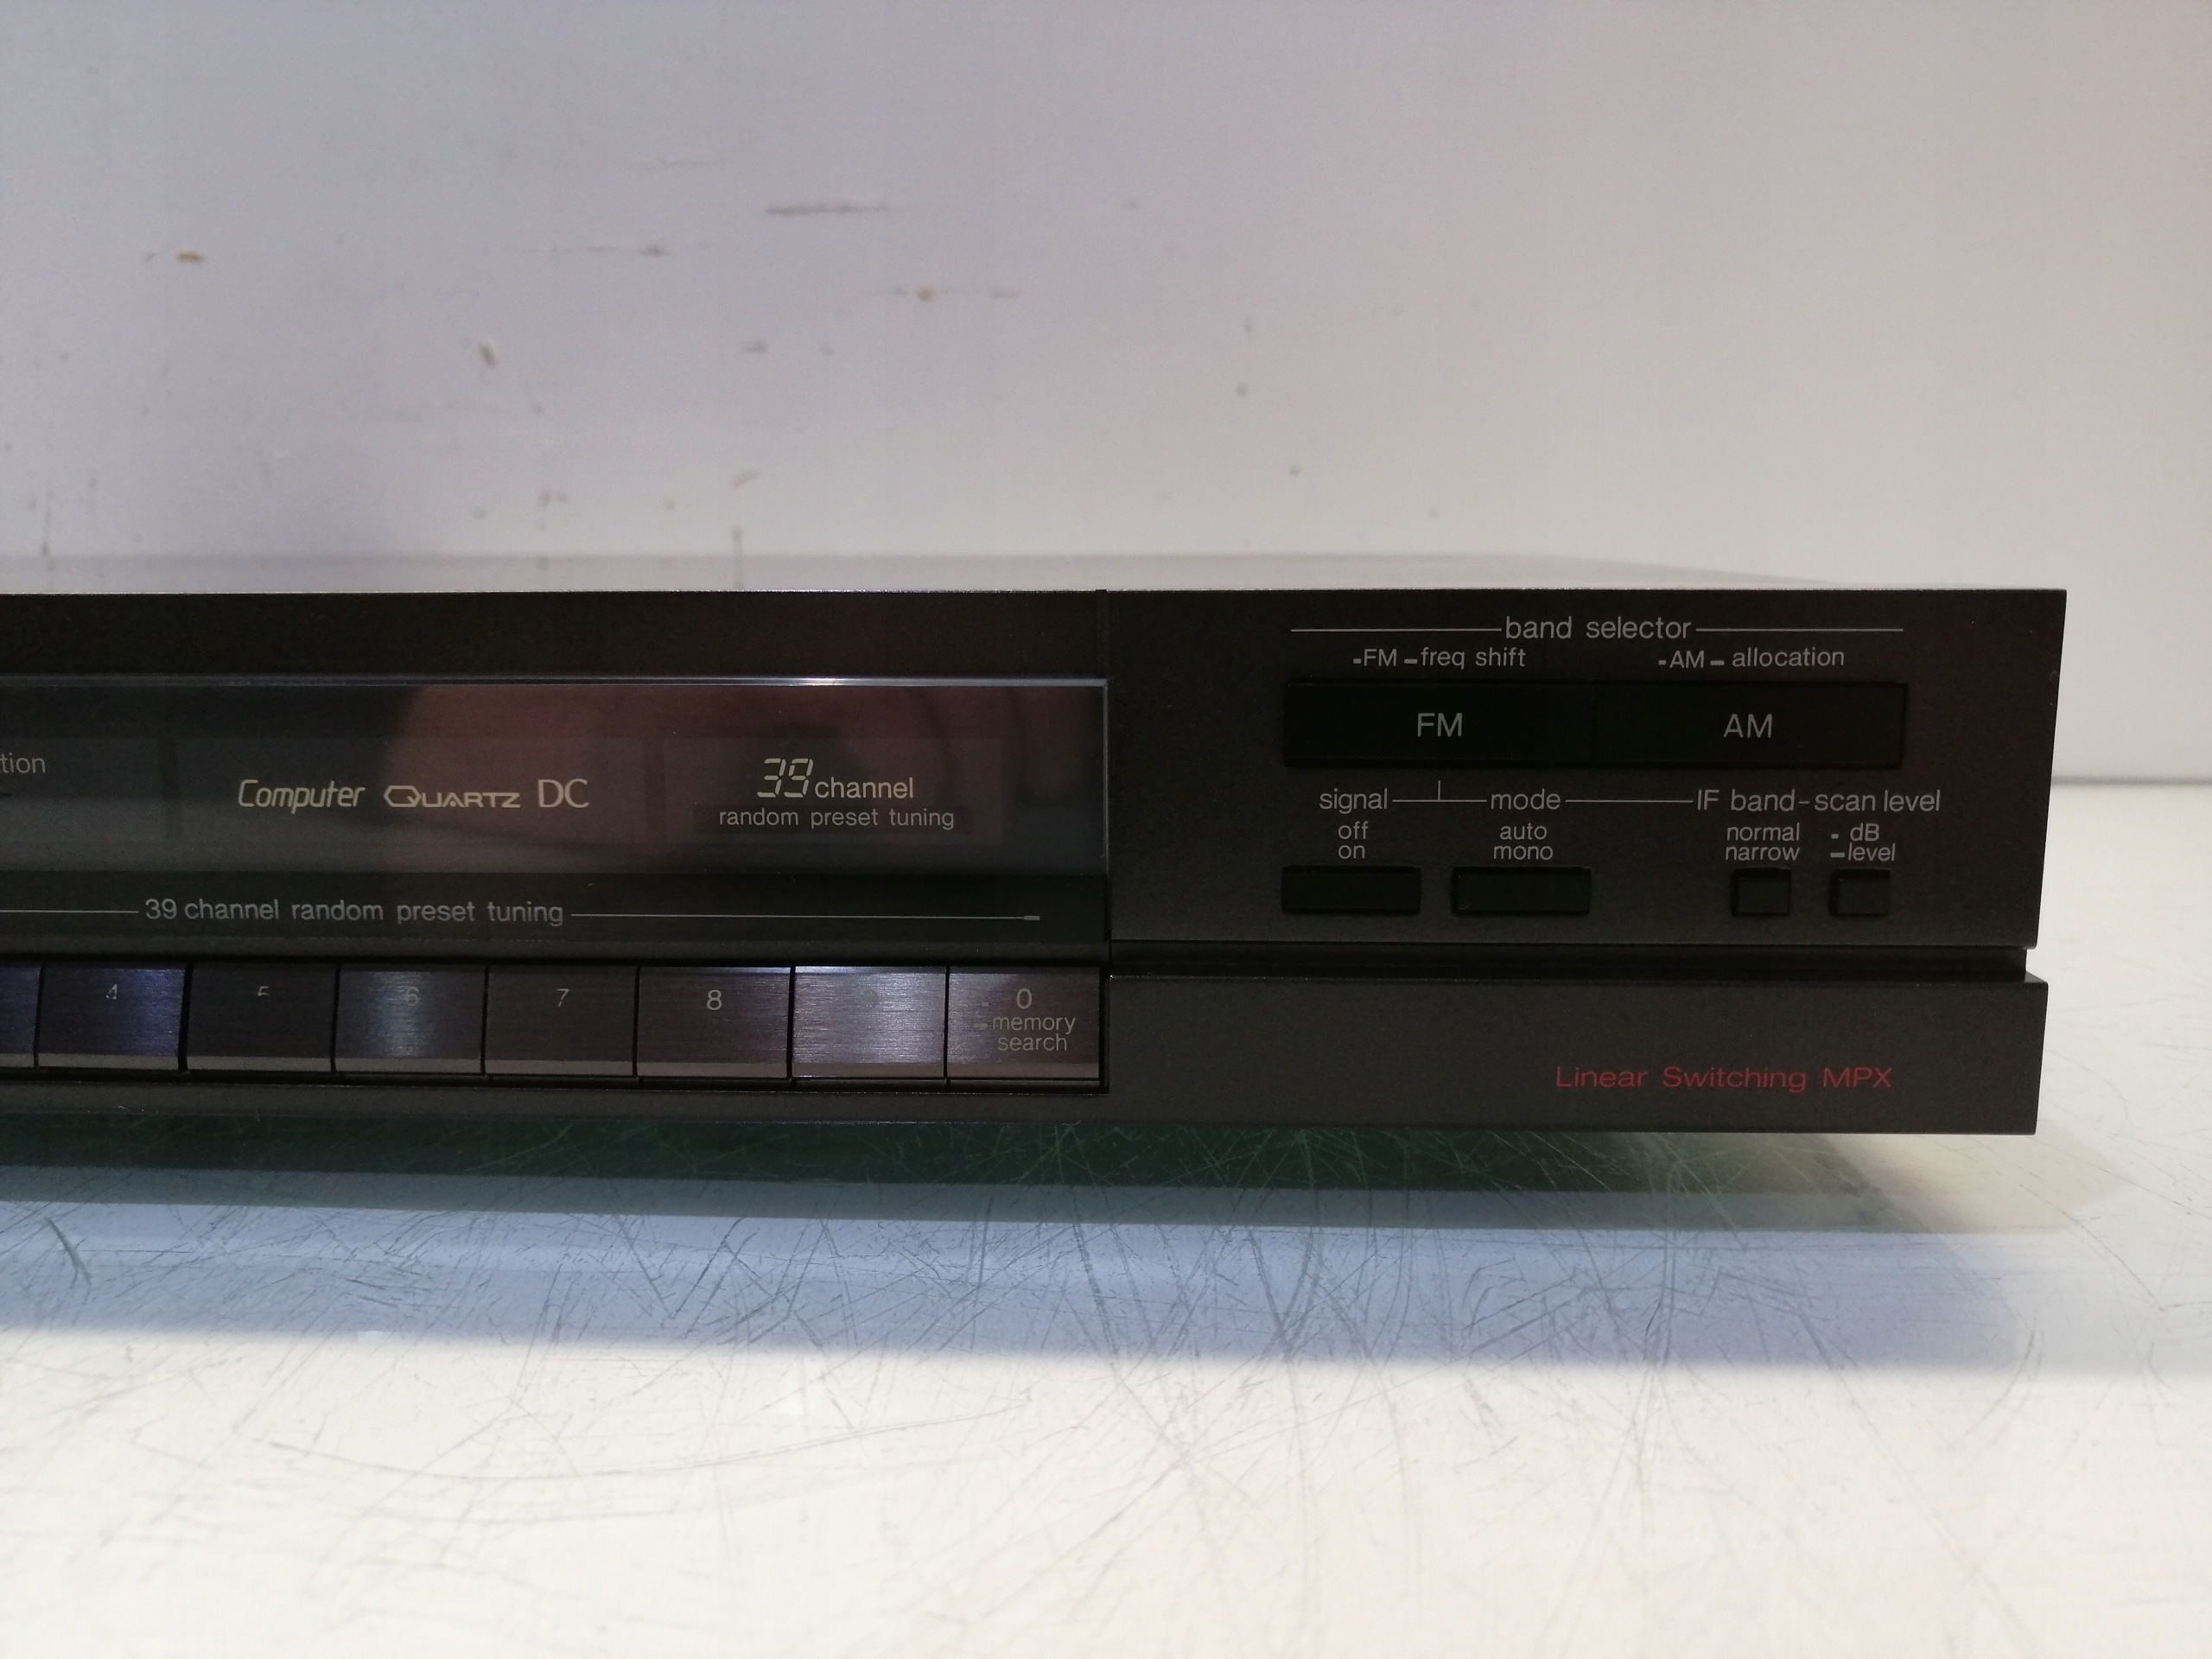 band selector
-FM – freq shift
-AM – allocation
FM
AM
tion
Computer QUARTZ DC
39 channel
random preset tuning
signal
mode
IF band-scan level
off
on
auto
mono
normal
narrow
- dB
– level
39 channel random preset tuning
4
5
6
7
8
0
memory
search
Linear Switching MPX